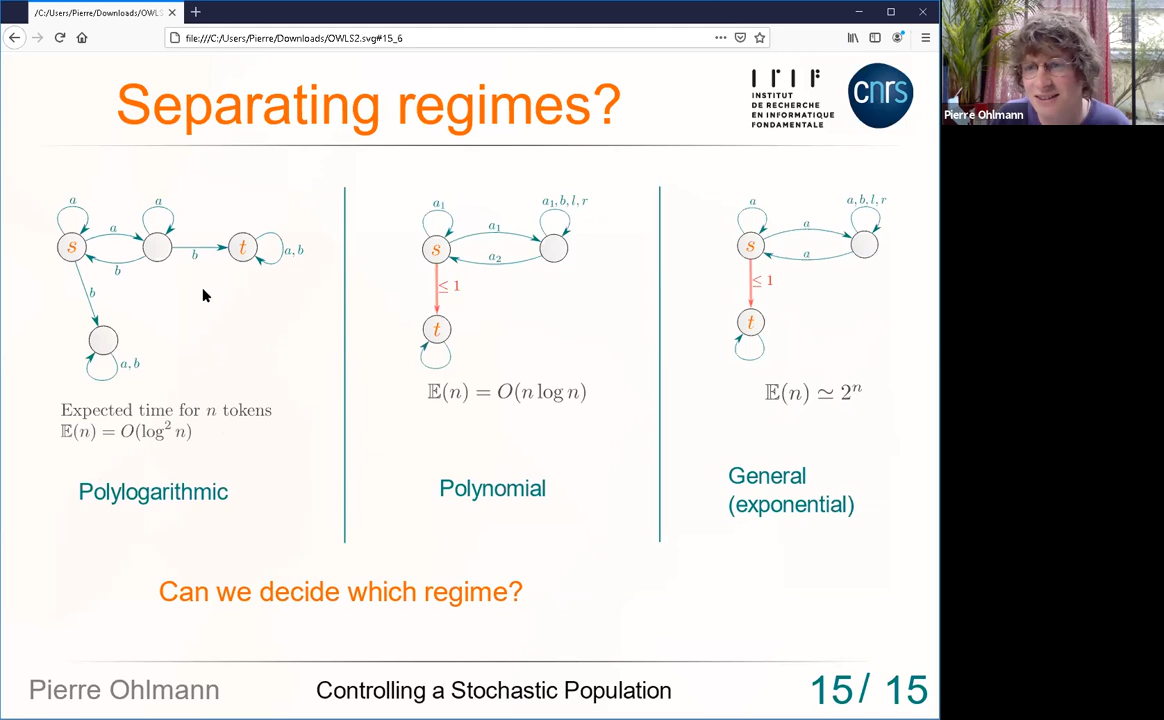 /C:/Users/Pierre/Downloads/OWLS
file:///C:/Users/Pierre/Downloads/OWLS2.svg#15_6
Separating regimes?
INSTITUT
DE RECHERCHE
EN INFORMATIQUE
FONDAMENTALE
cnrs
Pierre Ohlmann
a
a
s
a
b
b
t
a, b
b
a, b
Expected time for n tokens
𝔼(n) = O(log² n)
Polylogarithmic
a₁
a₁, b, l, r
s
a₁
a₂
≤ 1
t
𝔼(n) = O(n log n)
Polynomial
a
a, b, l, r
s
a
a
≤ 1
t
𝔼(n) ≃ 2ⁿ
General
(exponential)
Can we decide which regime?
Pierre Ohlmann
Controlling a Stochastic Population
15 / 15